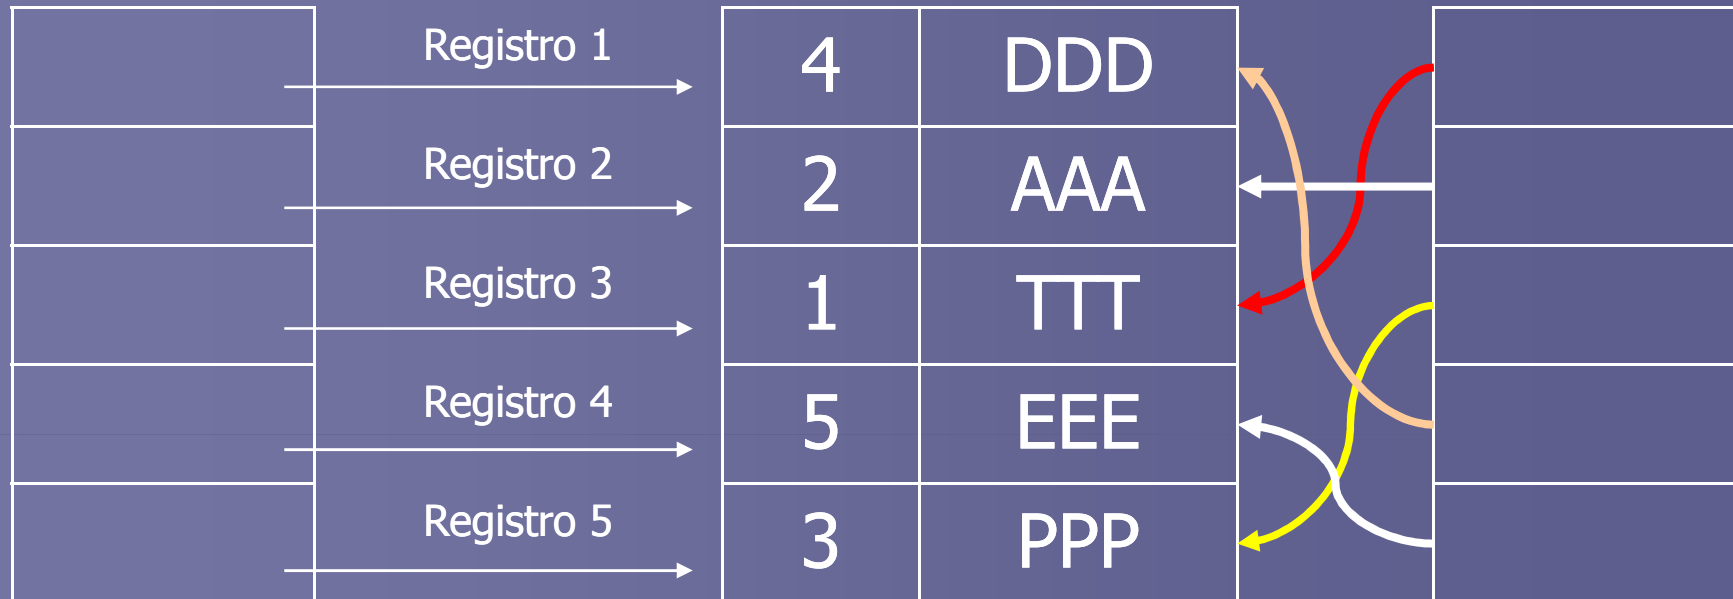 Registro 1
4 DDD
Registro 2
2 AAA
Registro 3
1 TTT
Registro 4
5 EEE
Registro 5
3 PPP